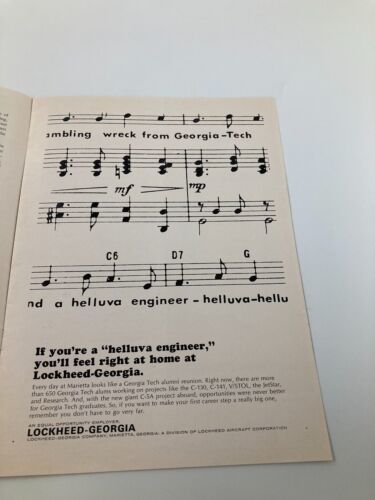 ambling wreck from Georgia-Tech
mf mp
C6 D7 G
nd a helluva engineer - helluva-hellu
If you're a "helluva engineer,"
you'll feel right at home at
Lockheed-Georgia.
Every day at Marietta looks like a Georgia Tech alumni reunion. Right now, there are more
than 650 Georgia Tech alums working on projects like the C-130, C-141, V/STOL, the JetStar,
and Research. And, with the new giant C-5A project aboard, opportunities were never better
for Georgia Tech graduates. So, if you want to make your first career step a really big one,
remember you don't have to go very far.
AN EQUAL OPPORTUNITY EMPLOYER.
LOCKHEED-GEORGIA
LOCKHEED-GEORGIA COMPANY, MARIETTA, GEORGIA: A DIVISION OF LOCKHEED AIRCRAFT CORPORATION